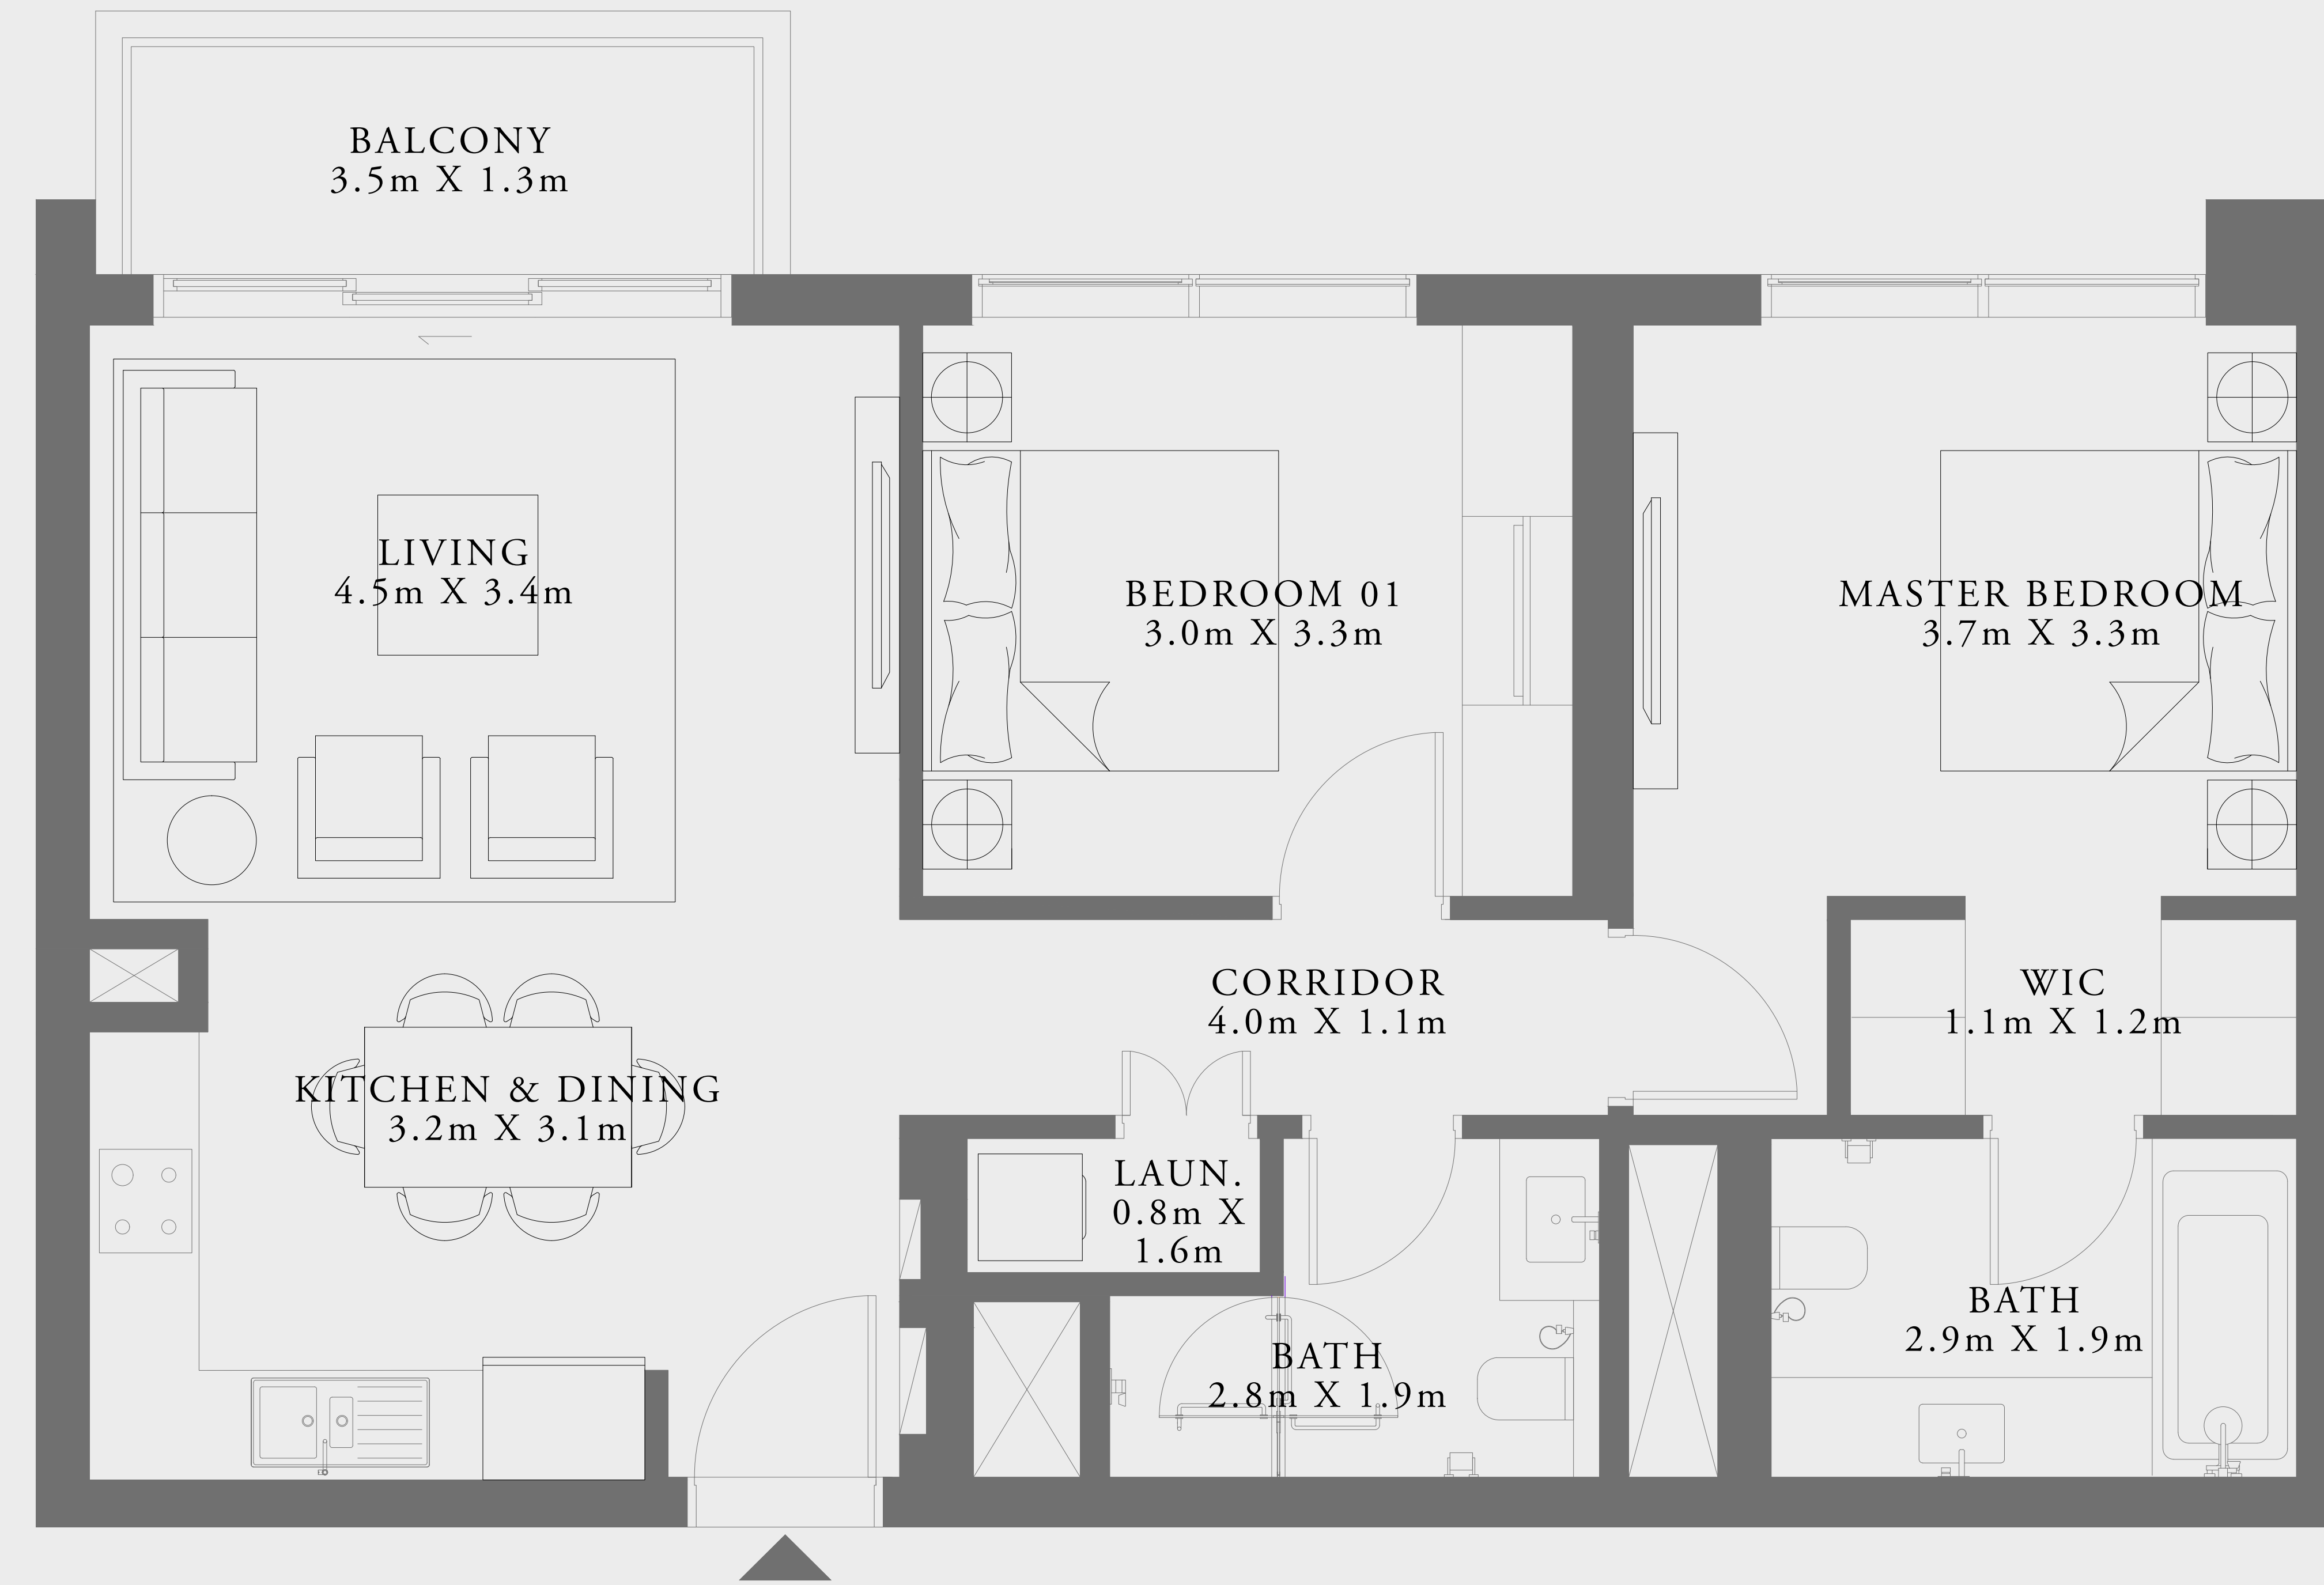 BALCONY
3.5m X 1.3m
LIVING
4.5m X 3.4m
BEDROOM 01
3.0m X 3.3m
MASTER BEDROOM
3.7m X 3.3m
CORRIDOR
4.0m X 1.1m
WIC
1.1m X 1.2m
KITCHEN & DINING
3.2m X 3.1m
LAUN.
0.8m X
1.6m
BATH
2.8m X 1.9m
BATH
2.9m X 1.9m